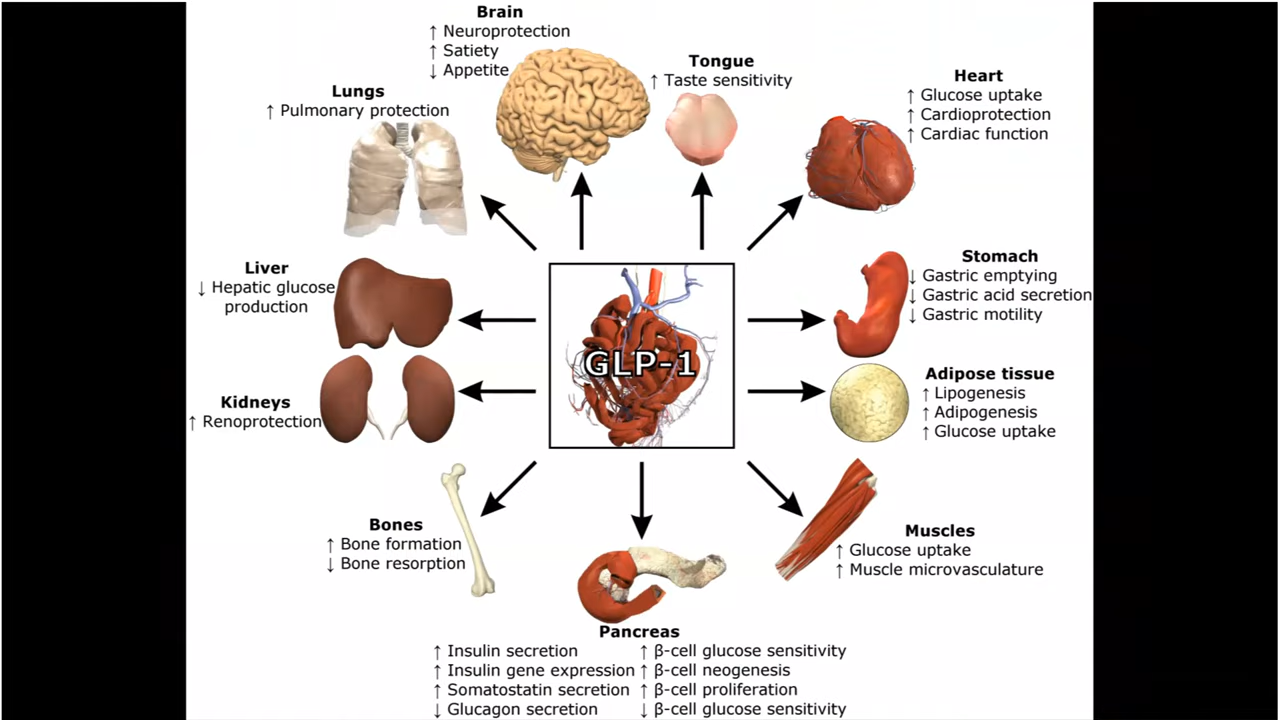 Brain
↑ Neuroprotection
↑ Satiety
↓ Appetite
Tongue
↑ Taste sensitivity
Heart
↑ Glucose uptake
↑ Cardioprotection
↑ Cardiac function
Lungs
↑ Pulmonary protection
Liver
↓ Hepatic glucose
production
Stomach
↓ Gastric emptying
↓ Gastric acid secretion
↓ Gastric motility
GLP-1
Kidneys
↑ Renoprotection
Adipose tissue
↑ Lipogenesis
↑ Adipogenesis
↑ Glucose uptake
Bones
↑ Bone formation
↓ Bone resorption
Muscles
↑ Glucose uptake
↑ Muscle microvasculature
Pancreas
↑ Insulin secretion
↑ Insulin gene expression
↑ Somatostatin secretion
↓ Glucagon secretion
↑ β-cell glucose sensitivity
↑ β-cell neogenesis
↑ β-cell proliferation
↓ β-cell glucose sensitivity